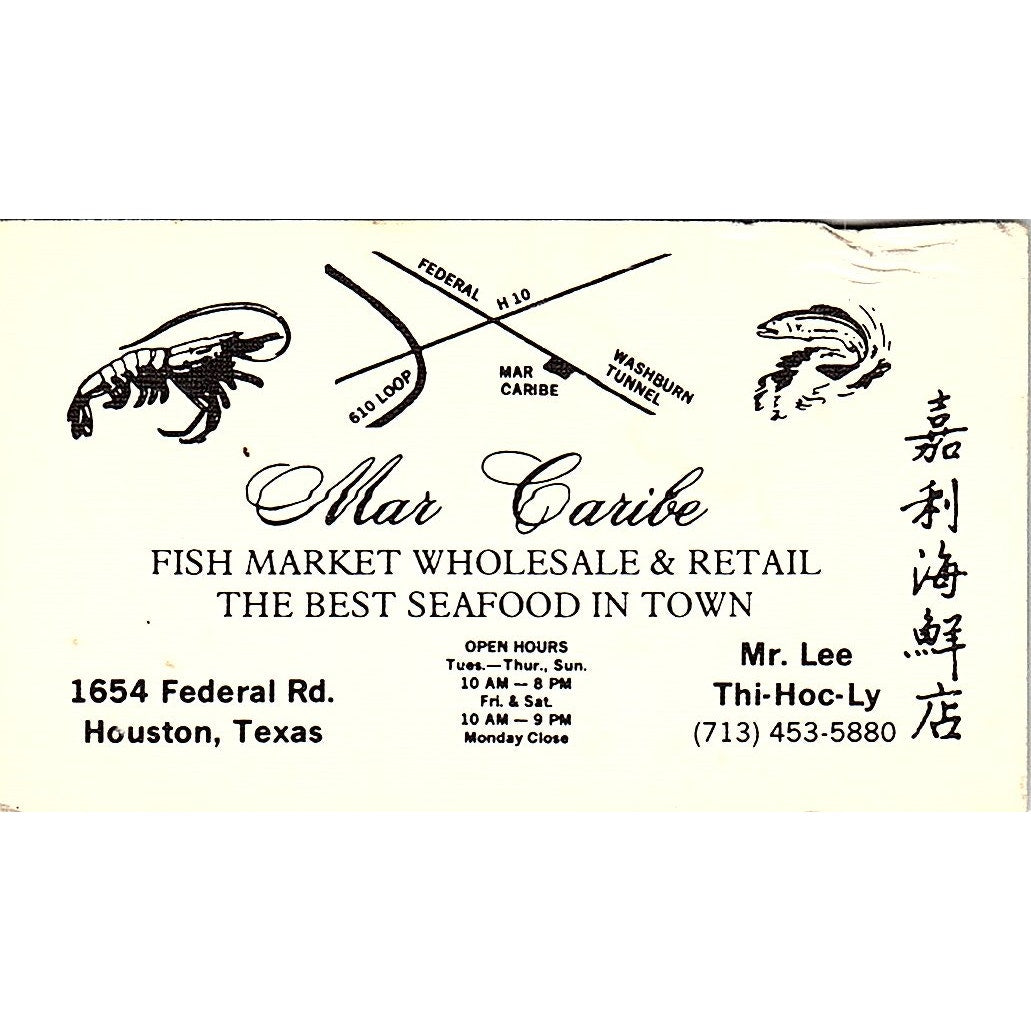 FEDERAL
H 10
610 LOOP
MAR
CARIBE
WASHBURN
TUNNEL
Mar Caribe
FISH MARKET WHOLESALE & RETAIL
THE BEST SEAFOOD IN TOWN
1654 Federal Rd.
Houston, Texas
OPEN HOURS
Tues.—Thur., Sun.
10 AM — 8 PM
Fri. & Sat.
10 AM — 9 PM
Monday Close
Mr. Lee
Thi-Hoc-Ly
(713) 453-5880
嘉利海鮮店